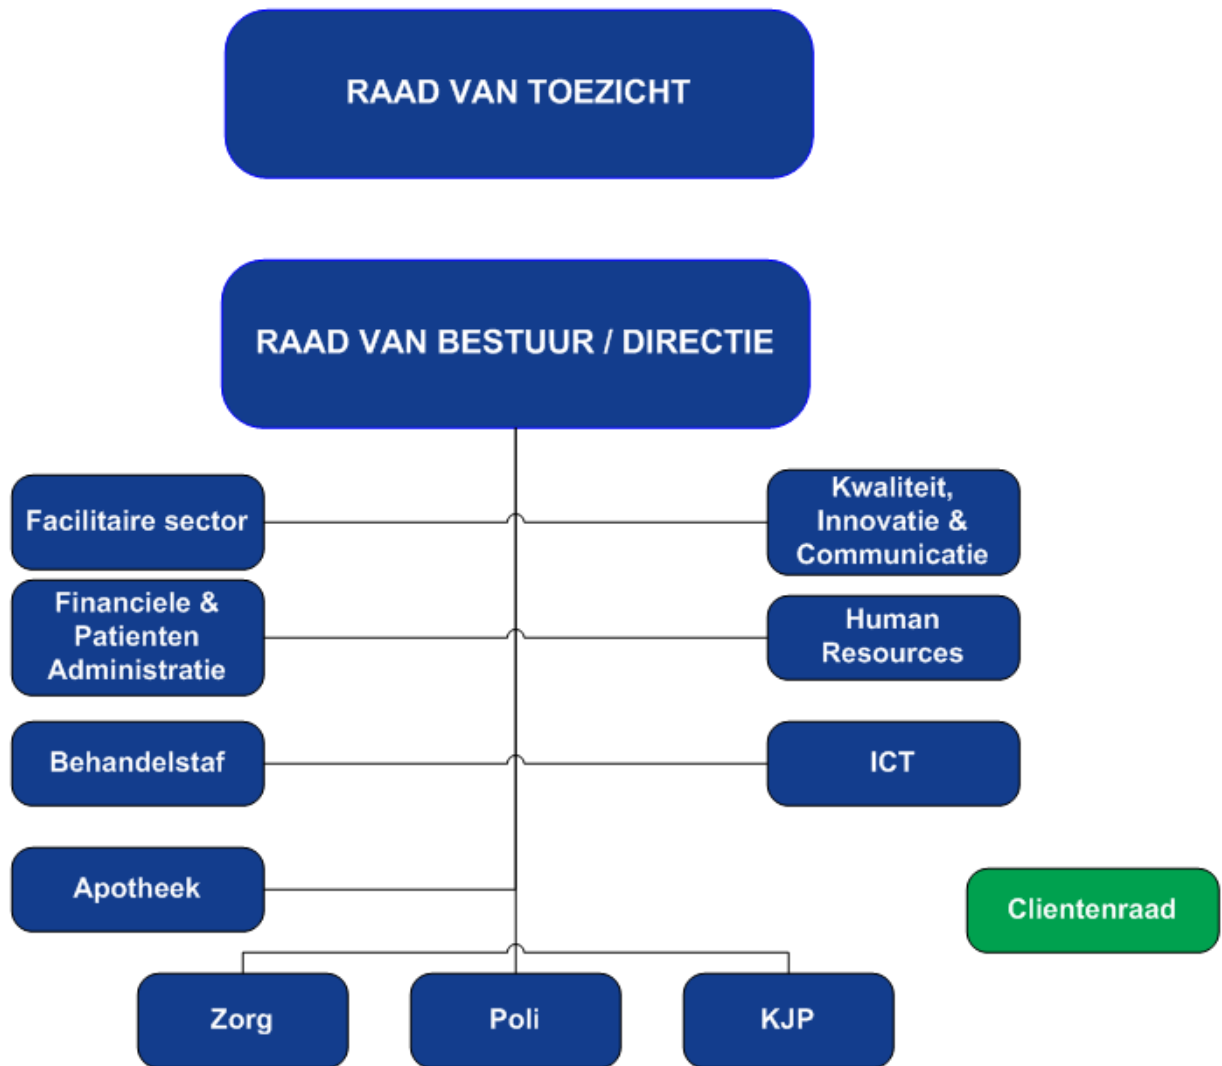 RAAD VAN TOEZICHT
RAAD VAN BESTUUR / DIRECTIE
Facilitaire sector
Kwaliteit,
Innovatie &
Communicatie
Financiele &
Patienten
Administratie
Human
Resources
Behandelstaf
ICT
Apotheek
Clientenraad
Zorg
Poli
KJP